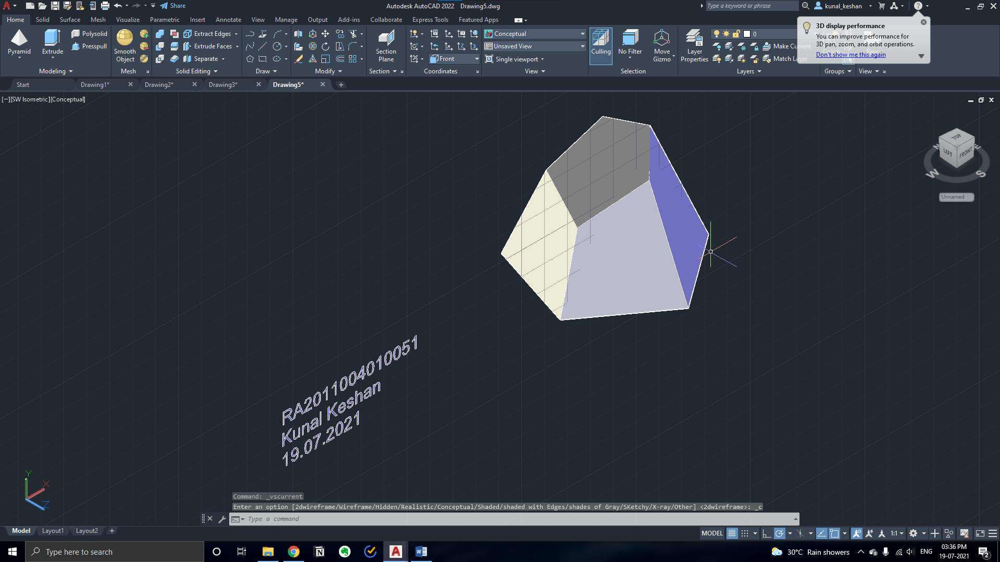 Share
Autodesk AutoCAD 2022 Drawing5.dwg
Type a keyword or phrase
kunal_keshan
Home Solid Surface Mesh Visualize Parametric Insert Annotate View Manage Output Add-ins Collaborate Express Tools Featured Apps
Pyramid
Extrude
Polysolid
Presspull
Smooth Object
Extract Edges
Extrude Faces
Separate
Section Plane
Front
Conceptual
Unsaved View
Single viewport
Culling
No Filter
Move Gizmo
Layer Properties
0
Make Current
Match Layer
Modeling Mesh Solid Editing Draw Modify Section Coordinates View Selection Layers Groups View
3D display performance
You can improve performance for
3D pan, zoom, and orbit operations.
Don't show me this again
Start Drawing1* Drawing2* Drawing3* Drawing5*
[−][SW Isometric][Conceptual]
TOP
LEFT FRONT
W S
Unnamed
RA2011004010051
Kunal Keshan
19.07.2021
Y
X
Z
Command: _vscurrent
Enter an option [2dwireframe/Wireframe/Hidden/Realistic/Conceptual/Shaded/shaded with Edges/shades of Gray/SKetchy/X-ray/Other] <2dwireframe>: _c
Type a command
Model Layout1 Layout2
MODEL
1:1
Type here to search
30°C Rain showers
ENG
03:36 PM
19-07-2021
2